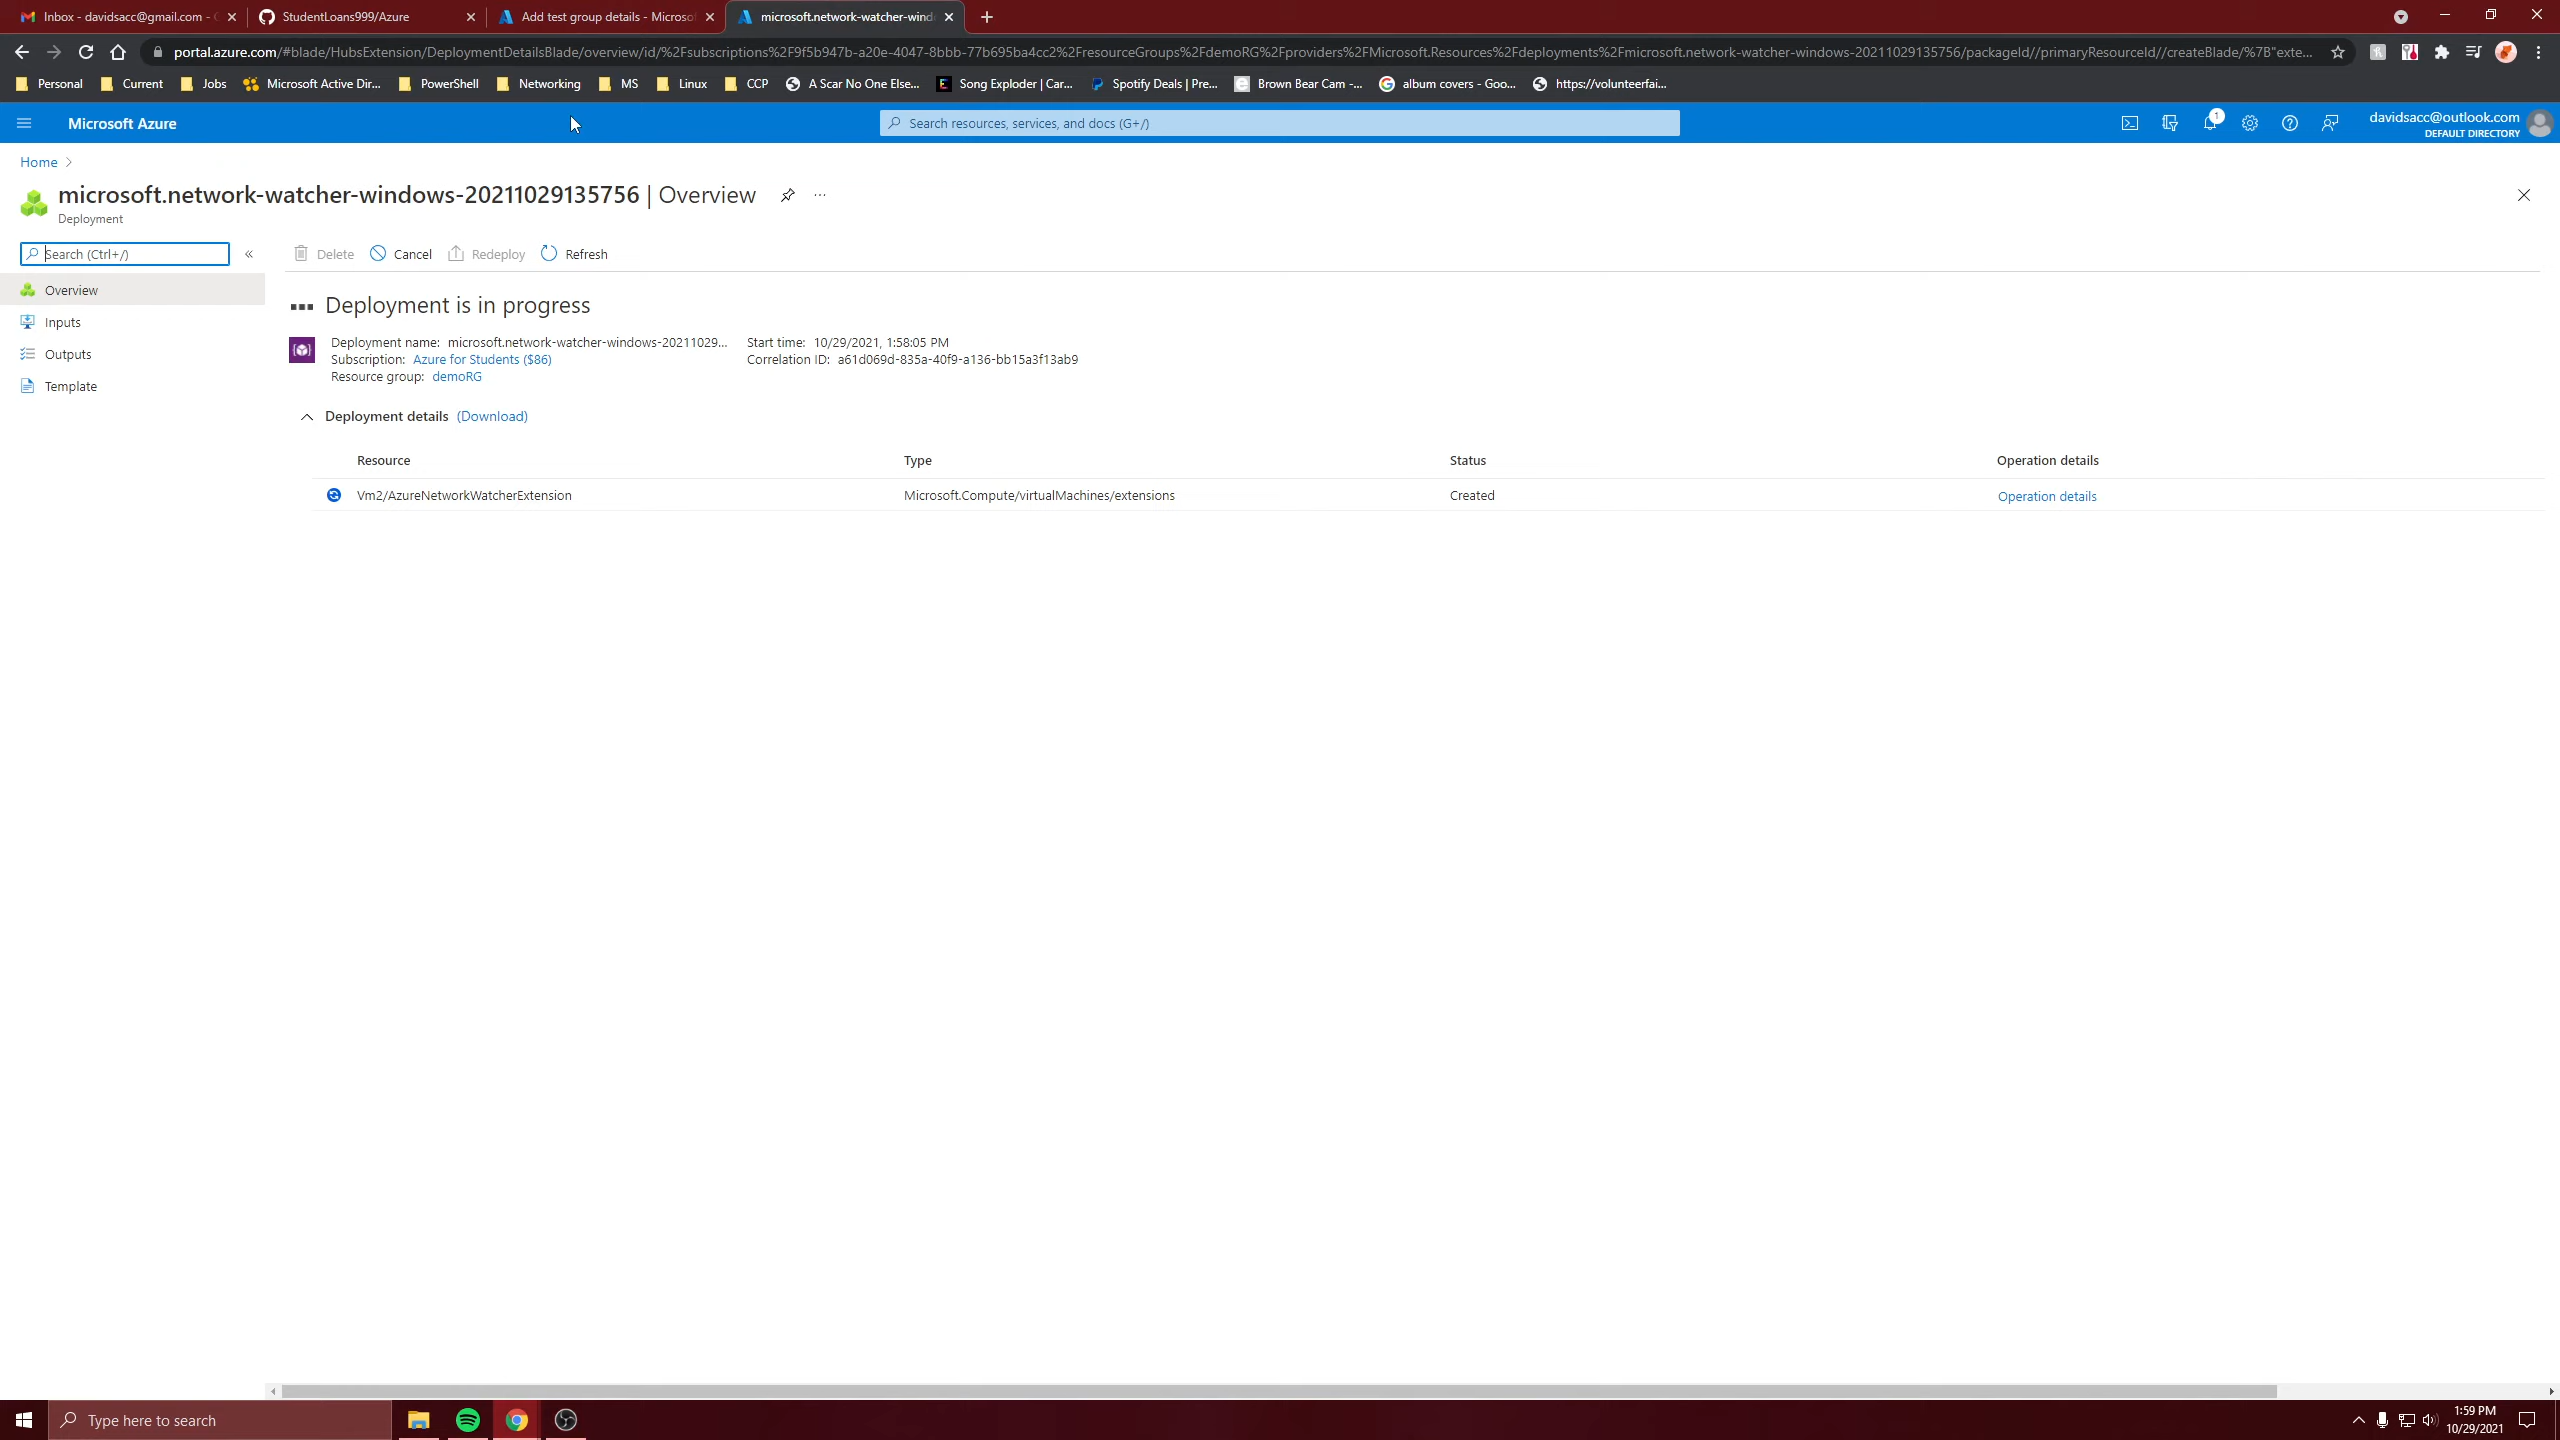 Inbox - davidsacc@gmail.com -
StudentLoans999/Azure
Add test group details - Microsof
microsoft.network-watcher-wind
portal.azure.com/#blade/HubsExtension/DeploymentDetailsBlade/overview/id/%2Fsubscriptions%2F9f5b947b-a20e-4047-8bbb-77b695ba4cc2%2FresourceGroups%2FdemoRG%2Fproviders%2FMicrosoft.Resources%2Fdeployments%2Fmicrosoft.network-watcher-windows-20211029135756/packageId//primaryResourceId//createBlade/%7B"exte...
Personal
Current
Jobs
Microsoft Active Dir...
PowerShell
Networking
MS
Linux
CCP
A Scar No One Else...
Song Exploder | Car...
Spotify Deals | Pre...
Brown Bear Cam -...
album covers - Goo...
https://volunteerfai...
Microsoft Azure
Search resources, services, and docs (G+/)
1
davidsacc@outlook.com
DEFAULT DIRECTORY
Home
microsoft.network-watcher-windows-20211029135756 | Overview
Deployment
Search (Ctrl+/)
Delete
Cancel
Redeploy
Refresh
Overview
Inputs
Outputs
Template
Deployment is in progress
Deployment name: microsoft.network-watcher-windows-20211029...
Subscription: Azure for Students ($86)
Resource group: demoRG
Start time: 10/29/2021, 1:58:05 PM
Correlation ID: a61d069d-835a-40f9-a136-bb15a3f13ab9
Deployment details (Download)
Resource Type Status Operation details
Vm2/AzureNetworkWatcherExtension Microsoft.Compute/virtualMachines/extensions Created Operation details
Type here to search
1:59 PM
10/29/2021